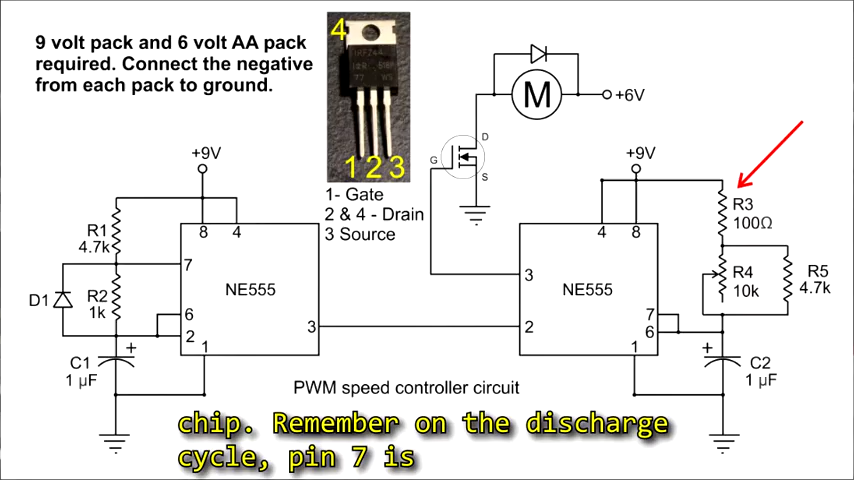 9 volt pack and 6 volt AA pack
required. Connect the negative
from each pack to ground.
4
1 2 3
1- Gate
2 & 4 - Drain
3 Source
M
+6V
D
G
S
+9V
R1
4.7k
8
4
7
D1
R2
1k
NE555
6
2
3
1
C1
+
1 µF
+9V
4
8
R3
100Ω
R4
10k
R5
4.7k
3
NE555
7
6
2
1
+
C2
1 µF
PWM speed controller circuit
chip. Remember on the discharge
cycle, pin 7 is